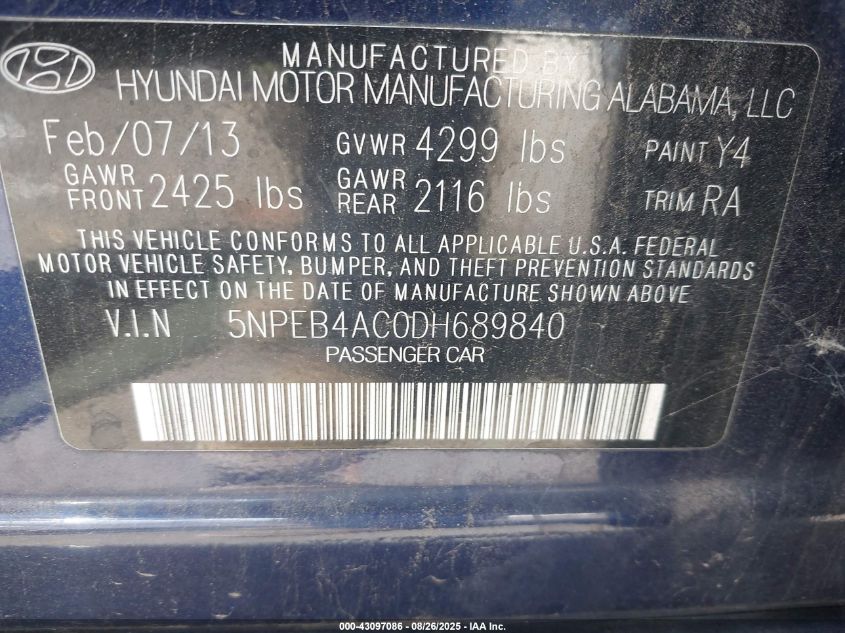 MANUFACTURED BY
HYUNDAI MOTOR MANUFACTURING ALABAMA, LLC
Feb/07/13 GVWR 4299 lbs PAINT Y4
GAWR FRONT 2425 lbs GAWR REAR 2116 lbs TRIM RA
THIS VEHICLE CONFORMS TO ALL APPLICABLE U.S.A. FEDERAL
MOTOR VEHICLE SAFETY, BUMPER, AND THEFT PREVENTION STANDARDS
IN EFFECT ON THE DATE OF MANUFACTURE SHOWN ABOVE
V.I.N 5NPEB4AC0DH689840
PASSENGER CAR
000-43097086 - 08/26/2025 - IAA Inc.